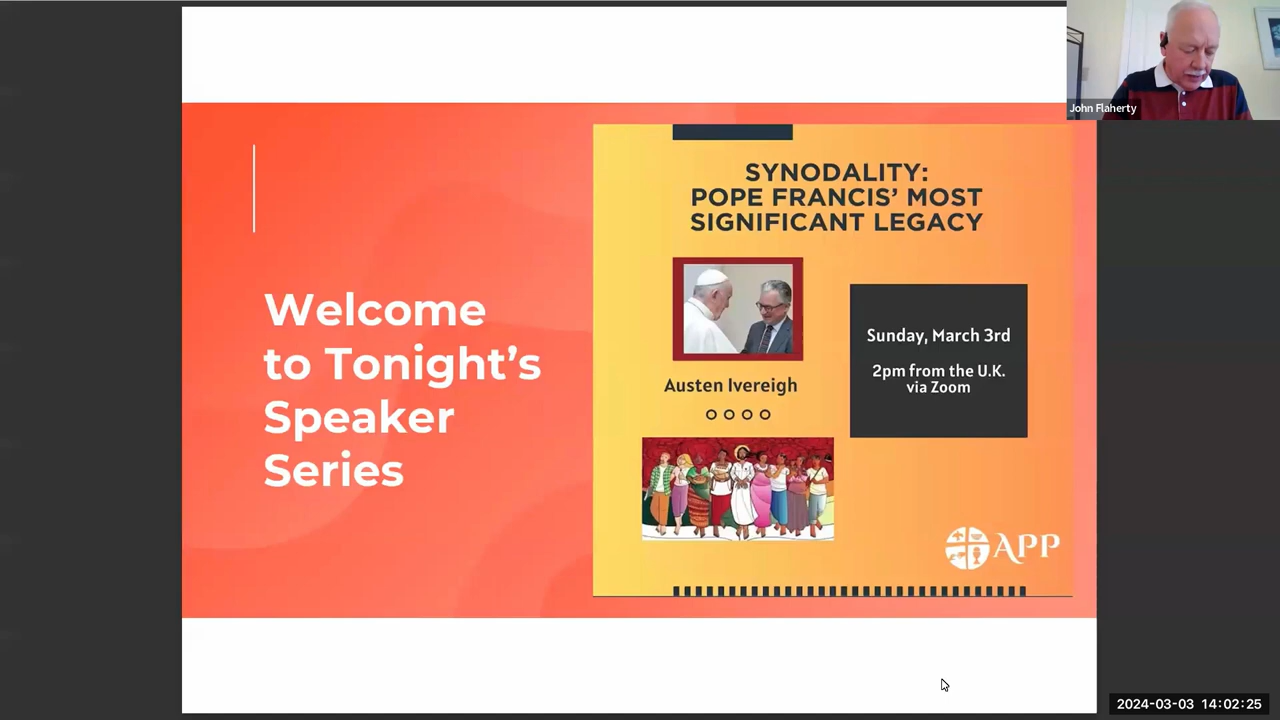 John Flaherty
Welcome
to Tonight’s
Speaker
Series
SYNODALITY:
POPE FRANCIS’ MOST
SIGNIFICANT LEGACY
Austen Ivereigh
Sunday, March 3rd
2pm from the U.K.
via Zoom
APP
2024-03-03 14:02:25